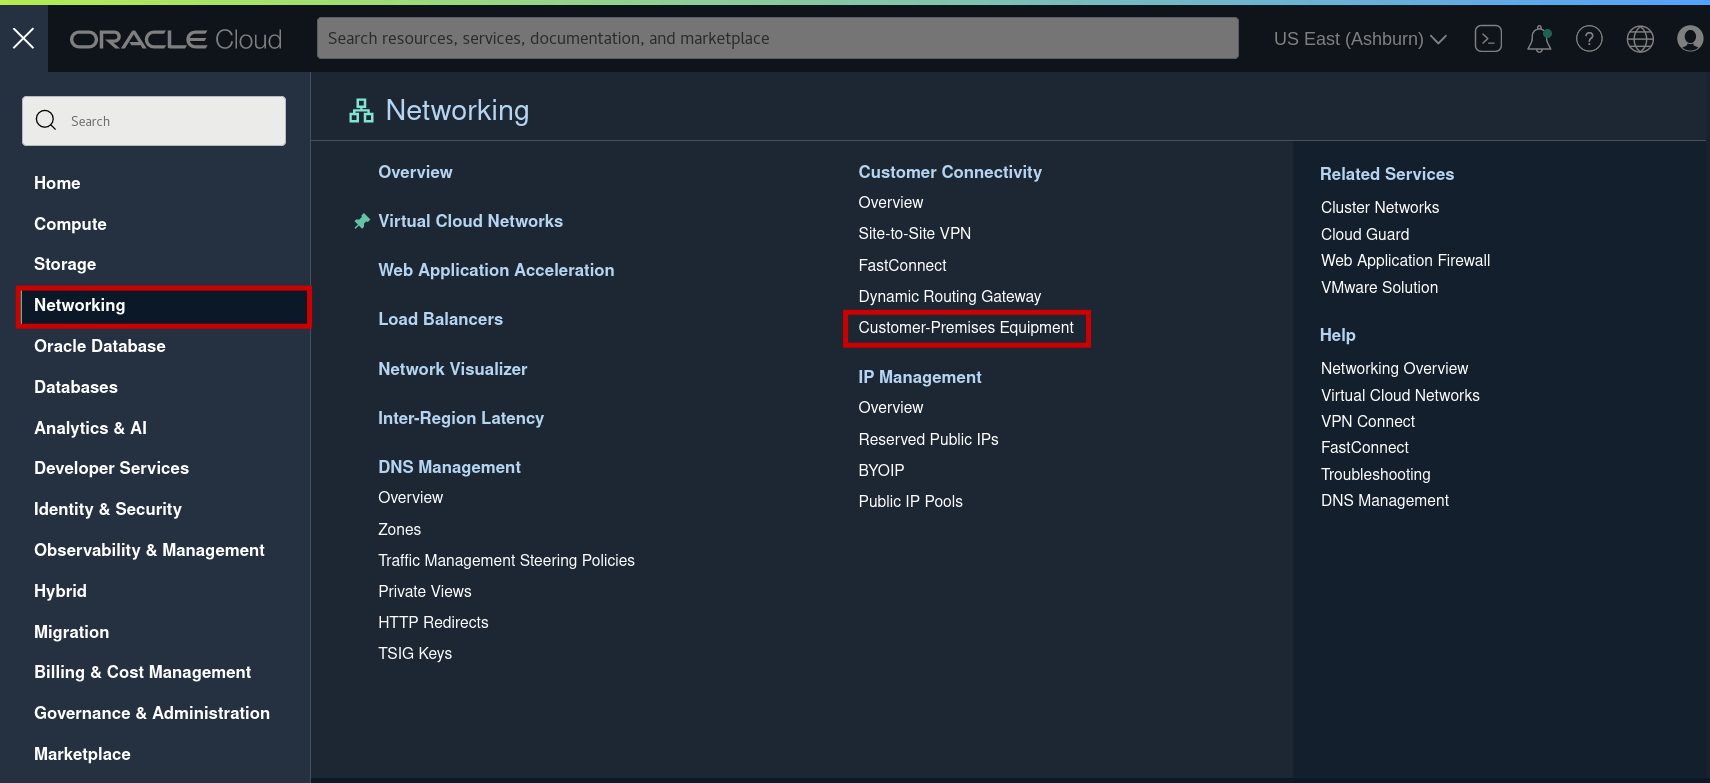 ORACLE Cloud
Search resources, services, documentation, and marketplace
US East (Ashburn)
Search
Home
Compute
Storage
Networking
Oracle Database
Databases
Analytics & AI
Developer Services
Identity & Security
Observability & Management
Hybrid
Migration
Billing & Cost Management
Governance & Administration
Marketplace
Networking
Overview
Virtual Cloud Networks
Web Application Acceleration
Load Balancers
Network Visualizer
Inter-Region Latency
DNS Management
Overview
Zones
Traffic Management Steering Policies
Private Views
HTTP Redirects
TSIG Keys
Customer Connectivity
Overview
Site-to-Site VPN
FastConnect
Dynamic Routing Gateway
Customer-Premises Equipment
IP Management
Overview
Reserved Public IPs
BYOIP
Public IP Pools
Related Services
Cluster Networks
Cloud Guard
Web Application Firewall
VMware Solution
Help
Networking Overview
Virtual Cloud Networks
VPN Connect
FastConnect
Troubleshooting
DNS Management